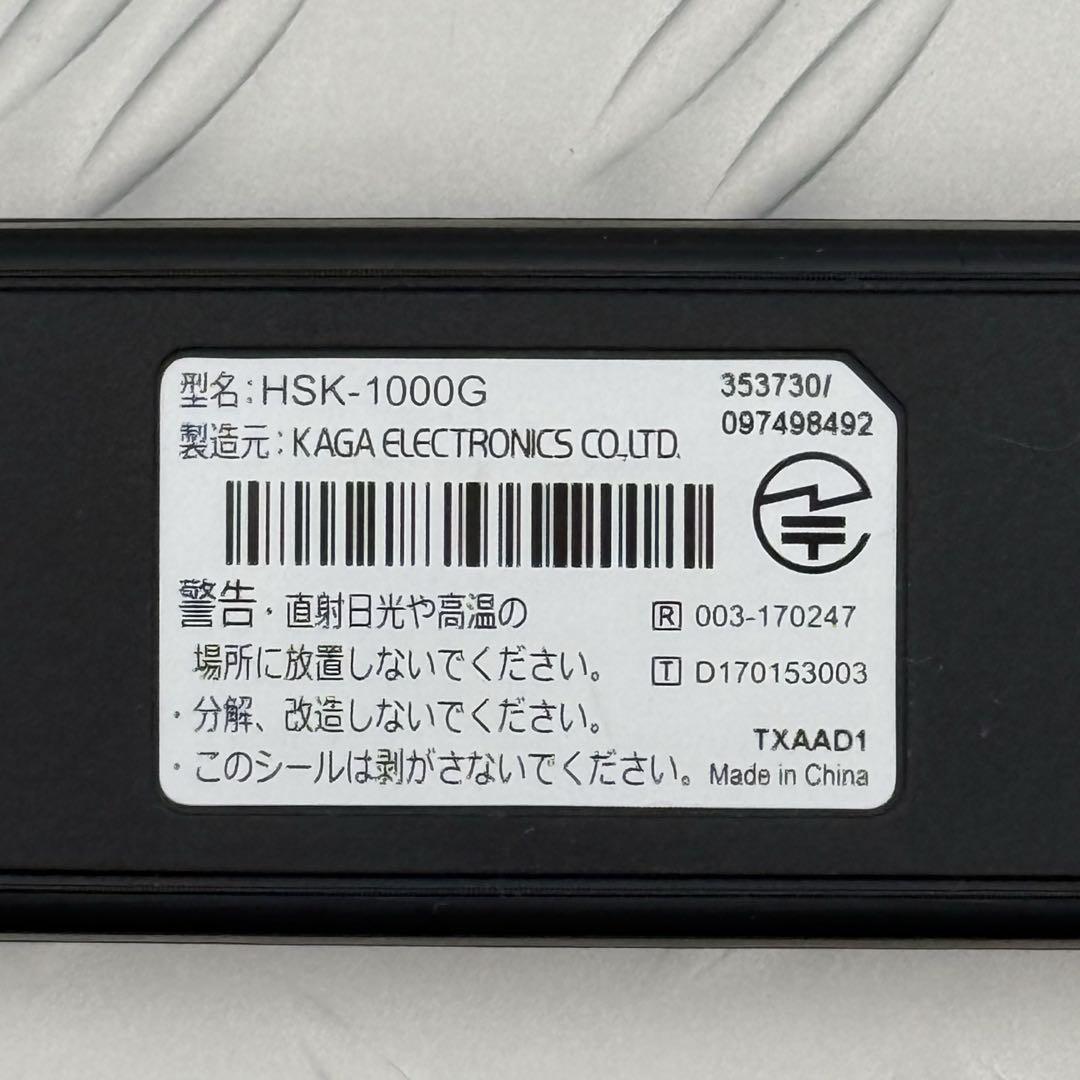 型名:HSK-1000G
353730/
097498492
製造元:KAGA ELECTRONICS CO.,LTD.
警告・直射日光や高温の
場所に放置しないでください。
・分解、改造しないでください。
・このシールは剥がさないでください。
R 003-170247
T D170153003
TXAAD1
Made in China